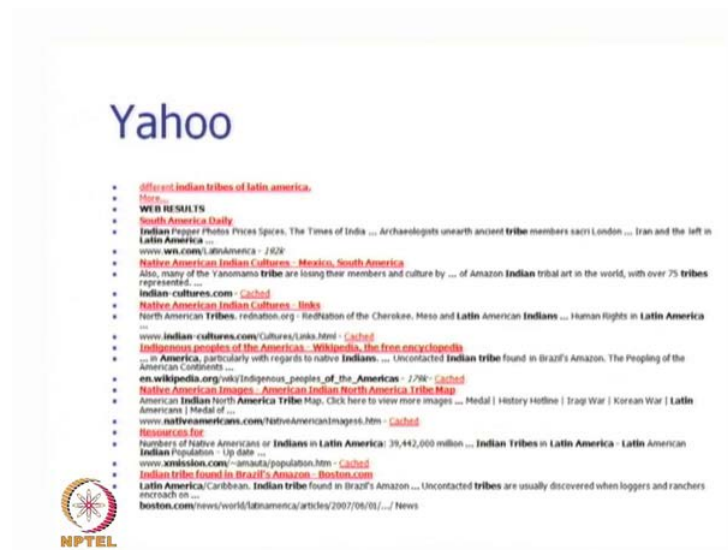 Yahoo
different indian tribes of latin america.
More...
WEB RESULTS
South America Daily
Indian Pepper Photos Prices Spices. The Times of India ... Archaeologists unearth ancient tribe members sacri London ... Iran and the left in
Latin America ...
www.wn.com/LatinAmerica - 192k
Native American Indian Cultures - Mexico, South America
Also, many of the Yanomamo tribe are losing their members and culture by ... of Amazon Indian tribal art in the world, with over 75 tribes
represented. ...
indian-cultures.com - Cached
Native American Indian Cultures - links
North American Tribes. rednation.org - RedNation of the Cherokee. Meso and Latin American Indians ... Human Rights in Latin America
...
www.indian-cultures.com/Cultures/Links.html - Cached
Indigenous peoples of the Americas - Wikipedia, the free encyclopedia
... in America, particularly with regards to native Indians. ... Uncontacted Indian tribe found in Brazil's Amazon. The Peopling of the
American Continents ...
en.wikipedia.org/wiki/Indigenous_peoples_of_the_Americas - 179k - Cached
Native American Images - American Indian North America Tribe Map
American Indian North America Tribe Map. Click here to view more images ... Medal | History Hotline | Iraqi War | Korean War | Latin
Americans | Medal of ...
www.nativeamericans.com/NativeAmericanImages6.htm - Cached
Resources for
Numbers of Native Americans or Indians in Latin America: 39,442,000 million ... Indian Tribes in Latin America - Latin American
Indian Population - Up date ...
www.xmission.com/~amauta/population.htm - Cached
Indian tribe found in Brazil's Amazon - Boston.com
Latin America/Caribbean. Indian tribe found in Brazil's Amazon ... Uncontacted tribes are usually discovered when loggers and ranchers
encroach on ...
boston.com/news/world/latinamerica/articles/2007/06/01/.../ News
NPTEL